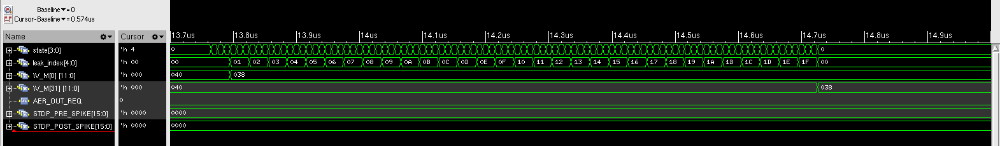 Baseline▼=0
Cursor-Baseline▼=0.574us
Name Cursor 13.7us 13.8us 13.9us 14us 14.1us 14.2us 14.3us 14.4us 14.5us 14.6us 14.7us 14.8us 14.9us
state[3:0] 'h 4 0 0
leak_index[4:0] 'h 00 00 01 02 03 04 05 06 07 08 09 0A 0B 0C 0D 0E 0F 10 11 12 13 14 15 16 17 18 19 1A 1B 1C 1D 1E 1F 00
\V_M[0] [11:0] 'h 000 040 038
\V_M[31] [11:0] 'h 000 040 038
AER_OUT_REQ 0
STDP_PRE_SPIKE[15:0] 'h 0000 0000
STDP_POST_SPIKE[15:0] 'h 0000 0000